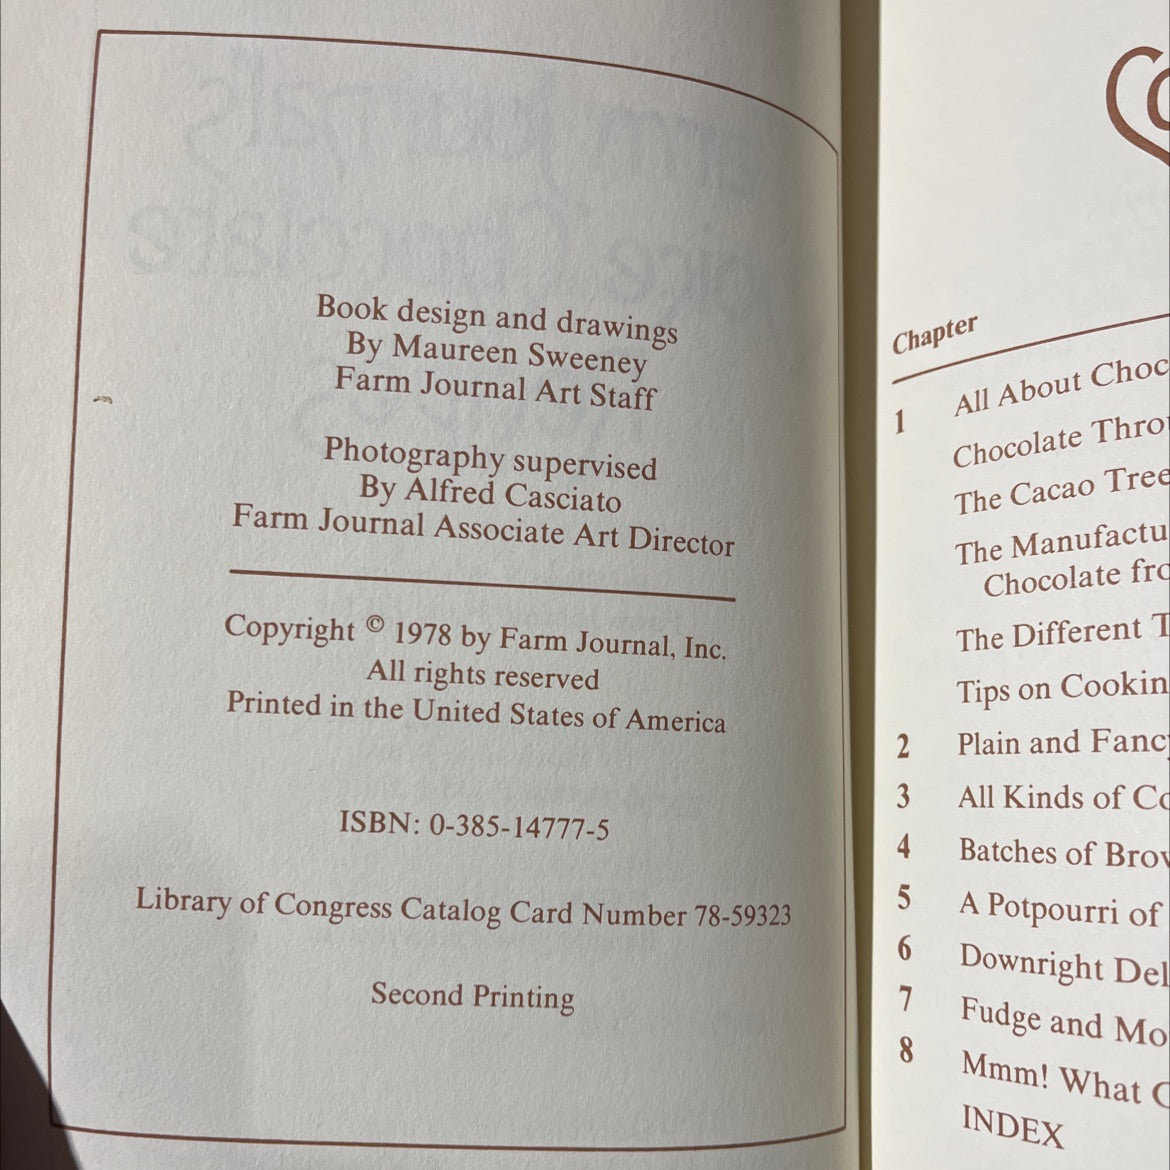 Book design and drawings
By Maureen Sweeney
Farm Journal Art Staff
Photography supervised
By Alfred Casciato
Farm Journal Associate Art Director
Copyright © 1978 by Farm Journal, Inc.
All rights reserved
Printed in the United States of America
ISBN: 0-385-14777-5
Library of Congress Catalog Card Number 78-59323
Second Printing
Chapter
1 All About Choc
Chocolate Thro
The Cacao Tree
The Manufactu
Chocolate fro
The Different T
Tips on Cookin
2 Plain and Fancy
3 All Kinds of Co
4 Batches of Brow
5 A Potpourri of
6 Downright Del
7 Fudge and Mo
8 Mmm! What C
INDEX